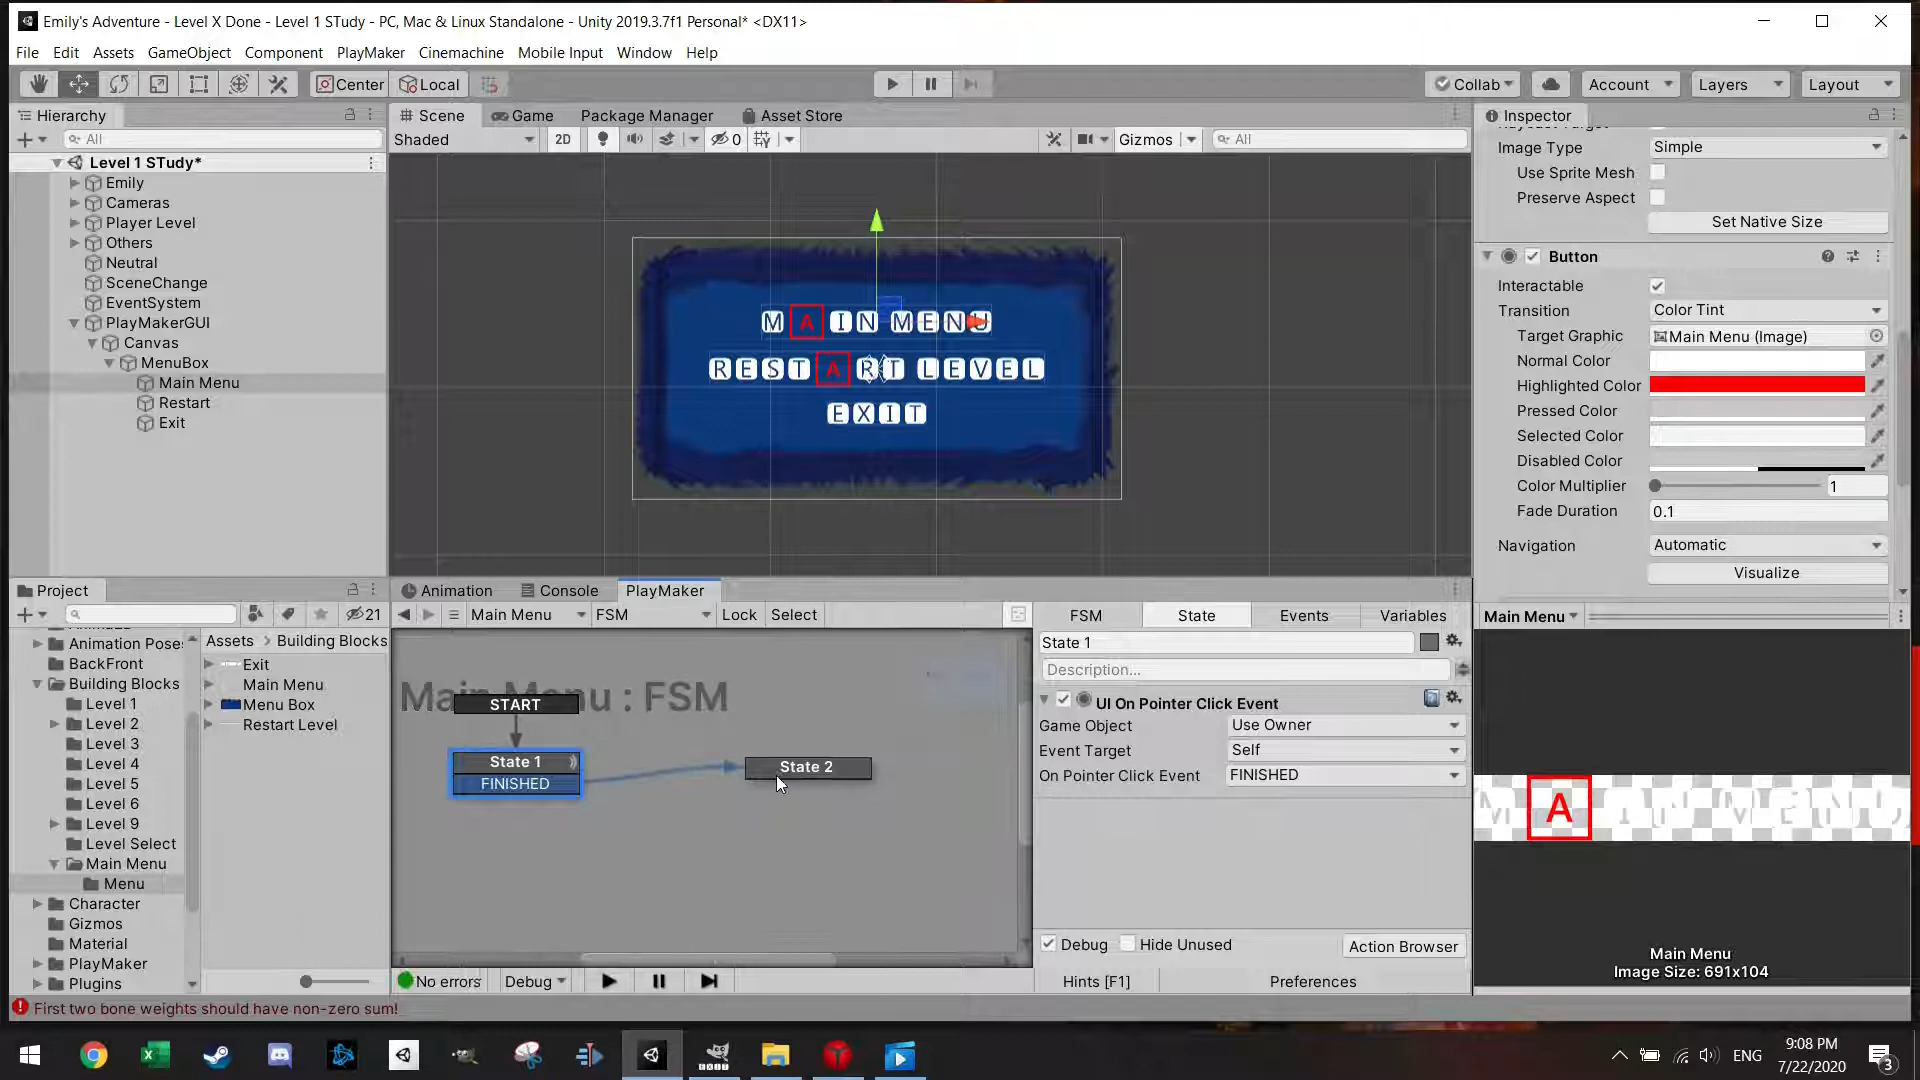 Emily's Adventure - Level X Done - Level 1 STudy - PC, Mac & Linux Standalone - Unity 2019.3.7f1 Personal* <DX11>
File Edit Assets GameObject Component PlayMaker Cinemachine Mobile Input Window Help
Center Local Collab Account Layers Layout
Hierarchy
All
Level 1 STudy*
Emily
Cameras
Player Level
Others
Neutral
SceneChange
EventSystem
PlayMakerGUI
Canvas
MenuBox
Main Menu
Restart
Exit
Scene Game Package Manager Asset Store
Shaded 2D 0 Gizmos All
MAIN MENU
RESTART LEVEL
EXIT
Inspector
Image Type Simple
Use Sprite Mesh
Preserve Aspect
Set Native Size
Button
Interactable
Transition Color Tint
Target Graphic Main Menu (Image)
Normal Color
Highlighted Color
Pressed Color
Selected Color
Disabled Color
Color Multiplier 1
Fade Duration 0.1
Navigation Automatic
Visualize
Project
21
Animation Poses
BackFront
Building Blocks
Level 1
Level 2
Level 3
Level 4
Level 5
Level 6
Level 9
Level Select
Main Menu
Menu
Character
Gizmos
Material
PlayMaker
Plugins
Assets > Building Blocks
Exit
Main Menu
Menu Box
Restart Level
Animation Console PlayMaker
Main Menu FSM Lock Select
Main Menu : FSM
START
State 1
FINISHED
State 2
No errors Debug
FSM State Events Variables
State 1
Description...
UI On Pointer Click Event
Game Object Use Owner
Event Target Self
On Pointer Click Event FINISHED
Debug Hide Unused Action Browser
Hints [F1] Preferences
Main Menu
MAIN MENU
Main Menu
Image Size: 691x104
First two bone weights should have non-zero sum!
ENG
9:08 PM
7/22/2020
3